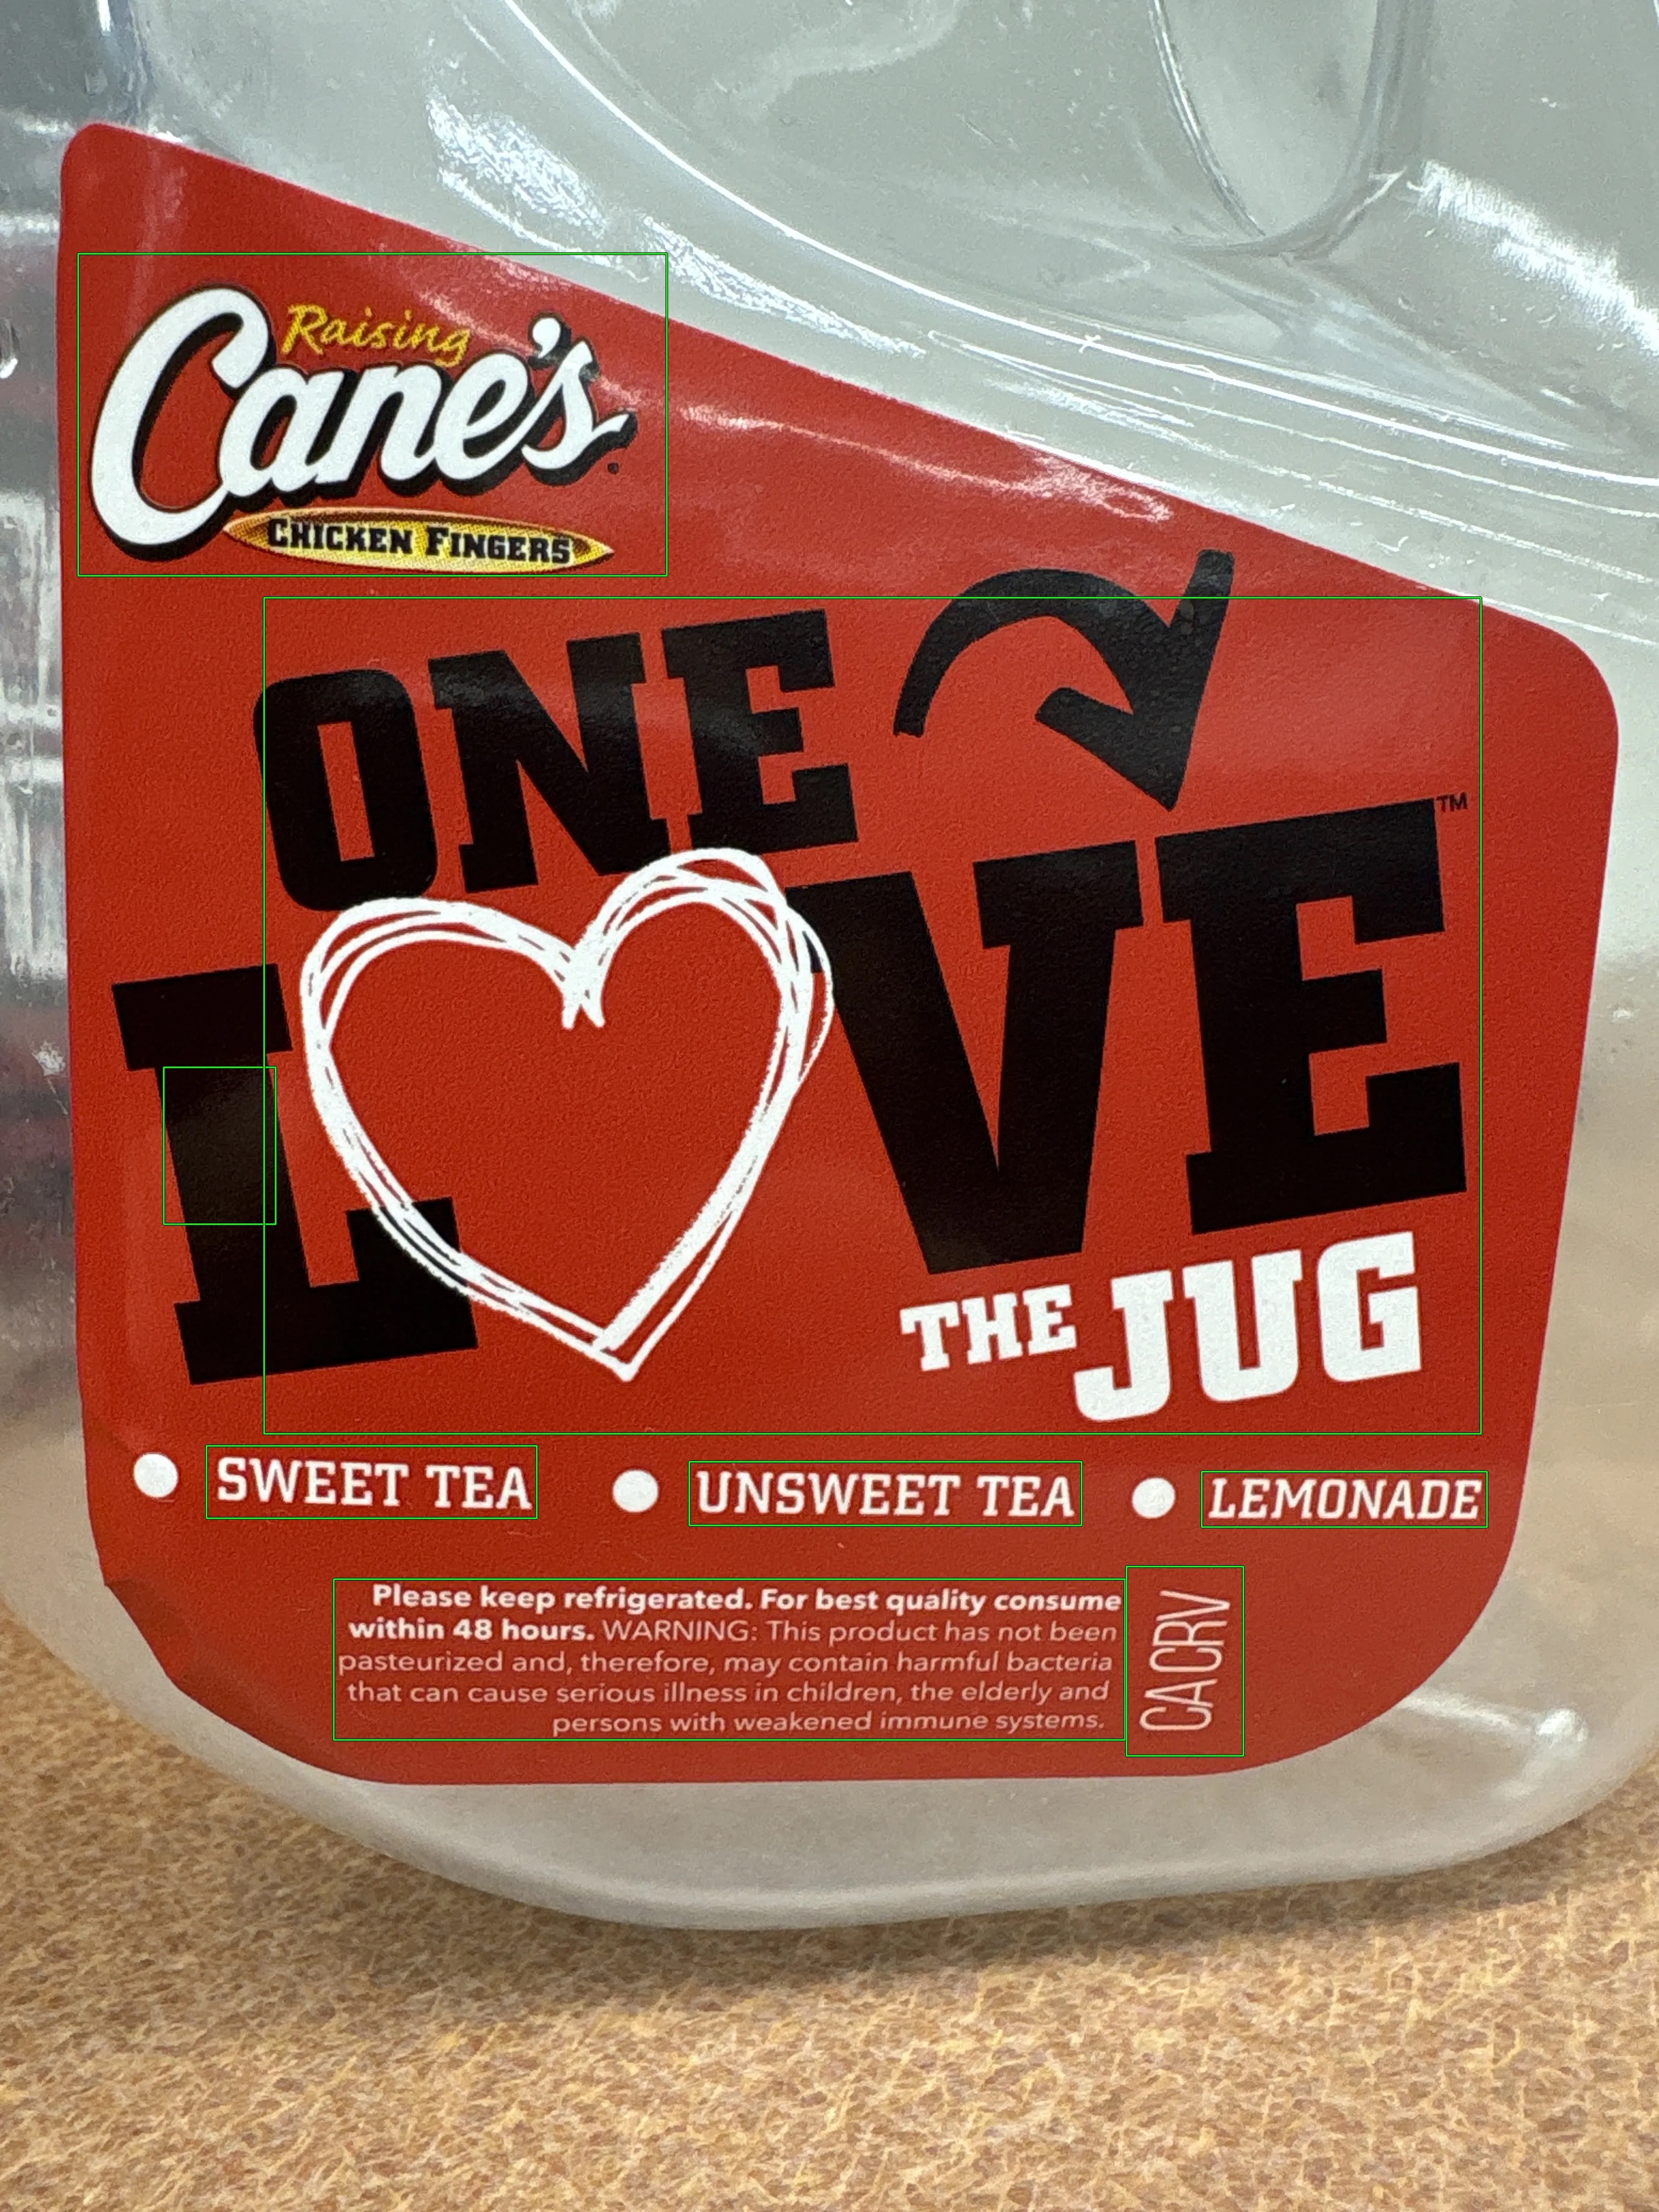 Raising
Cane's
CHICKEN FINGERS
ONE
L VE™
THE JUG
SWEET TEA
UNSWEET TEA
LEMONADE
Please keep refrigerated. For best quality consume
within 48 hours. WARNING: This product has not been
pasteurized and, therefore, may contain harmful bacteria
that can cause serious illness in children, the elderly and
persons with weakened immune systems.
CA CRV